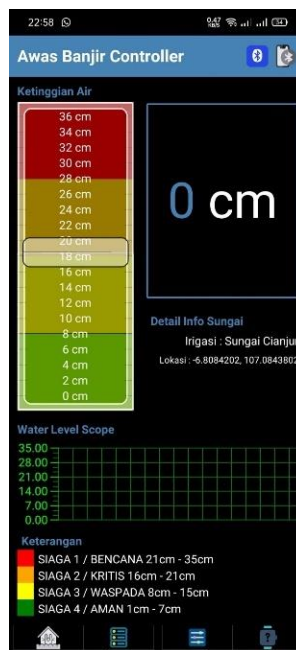 22:58
0.47
KB/S
54
Awas Banjir Controller
Ketinggian Air
36 cm
34 cm
32 cm
30 cm
28 cm
26 cm
24 cm
22 cm
20 cm
18 cm
16 cm
14 cm
12 cm
10 cm
8 cm
6 cm
4 cm
2 cm
0 cm
0 cm
Detail Info Sungai
Irigasi : Sungai Cianjur
Lokasi : -6.8084202, 107.0843802
Water Level Scope
35.00
28.00
21.00
14.00
7.00
0.00
Keterangan
SIAGA 1 / BENCANA 21cm - 35cm
SIAGA 2 / KRITIS 16cm - 21cm
SIAGA 3 / WASPADA 8cm - 15cm
SIAGA 4 / AMAN 1cm - 7cm